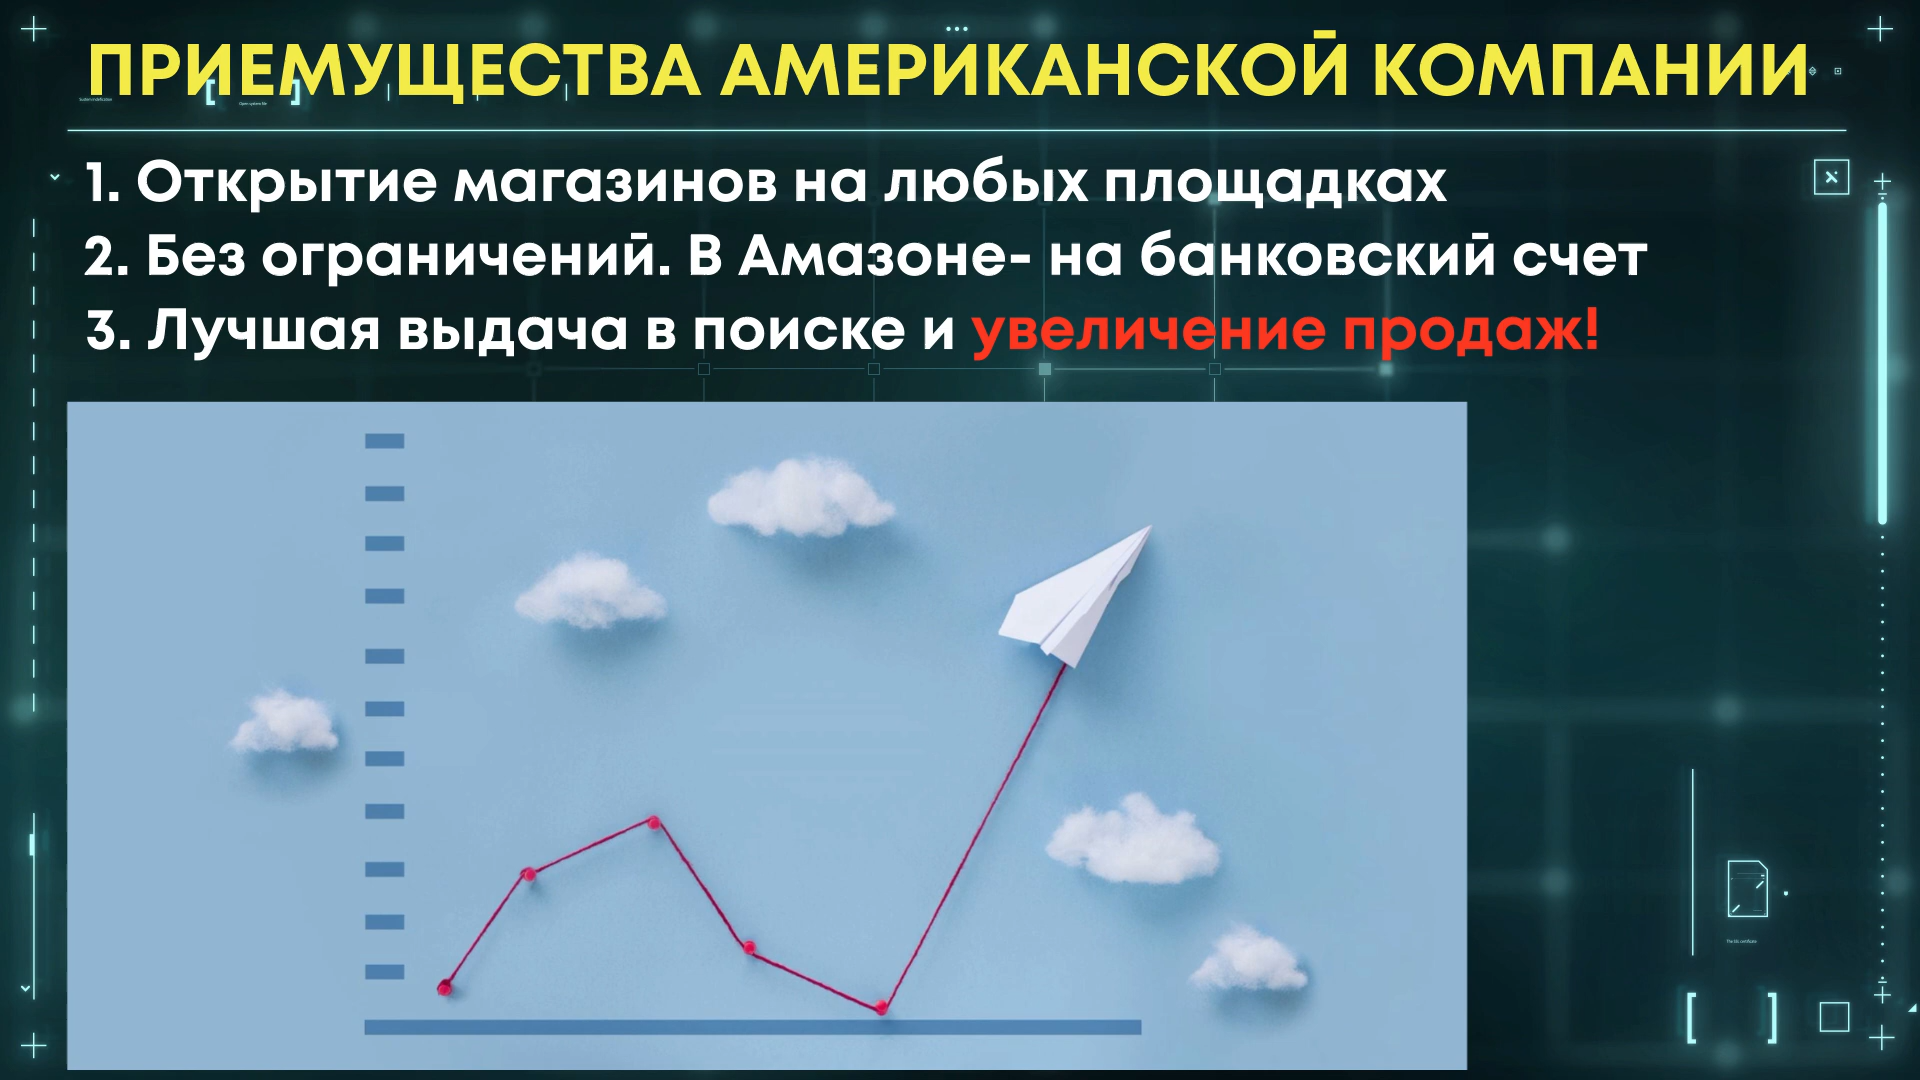 ПРИЕМУЩЕСТВА АМЕРИКАНСКОЙ КОМПАНИИ
1. Открытие магазинов на любых площадках
2. Без ограничений. В Амазоне- на банковский счет
3. Лучшая выдача в поиске и увеличение продаж!